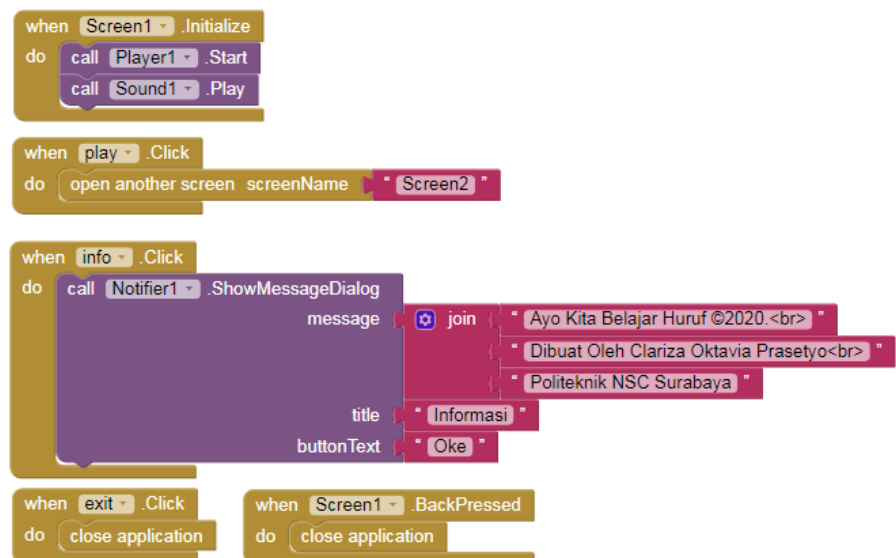 when Screen1 .Initialize
do call Player1 .Start
call Sound1 .Play
when play .Click
do open another screen screenName " Screen2 "
when info .Click
do call Notifier1 .ShowMessageDialog
message join " Ayo Kita Belajar Huruf ©2020.<br> "
" Dibuat Oleh Clariza Oktavia Prasetyo<br> "
" Politeknik NSC Surabaya "
title " Informasi "
buttonText " Oke "
when exit .Click
do close application
when Screen1 .BackPressed
do close application